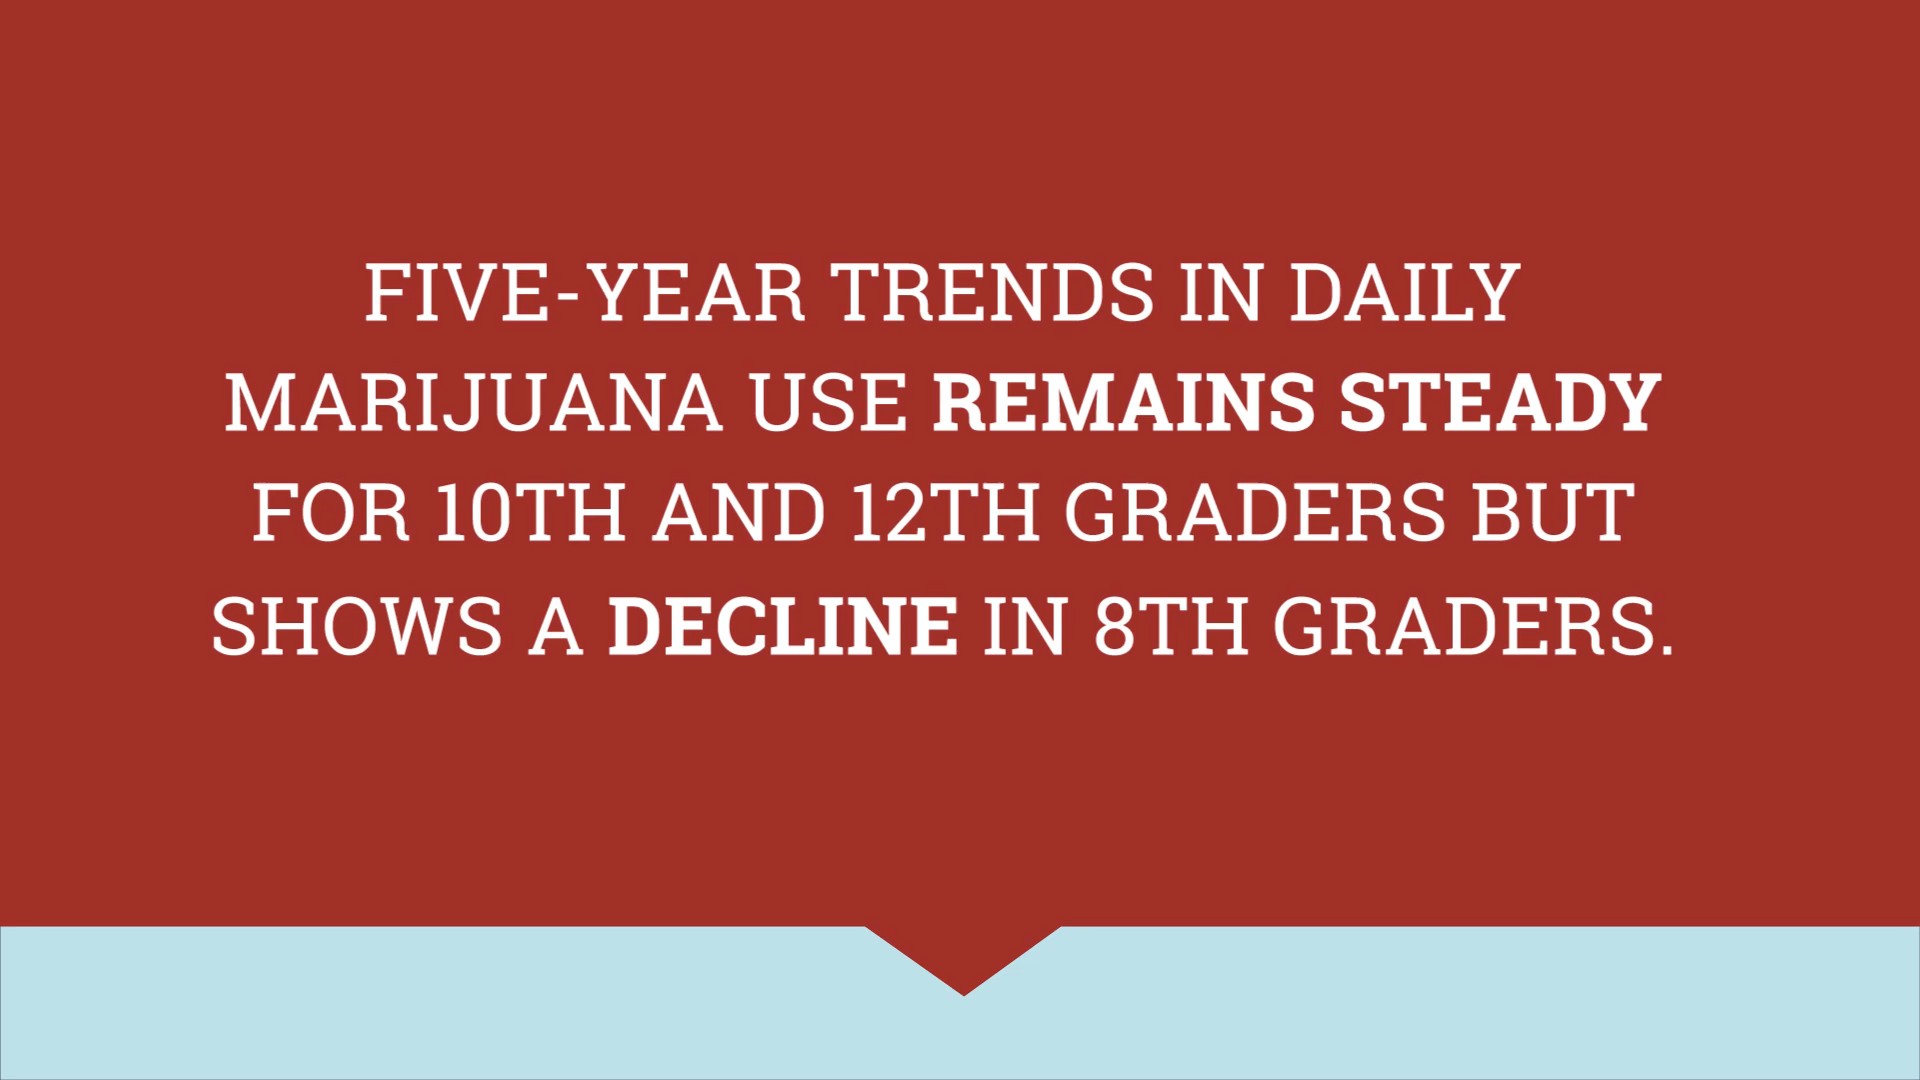 FIVE-YEAR TRENDS IN DAILY
MARIJUANA USE REMAINS STEADY
FOR 10TH AND 12TH GRADERS BUT
SHOWS A DECLINE IN 8TH GRADERS.